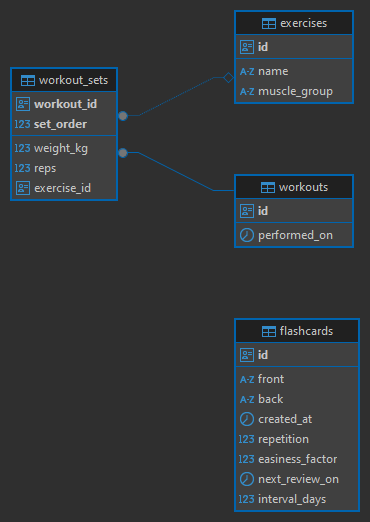 exercises
id
A-Z name
A-Z muscle_group
workout_sets
workout_id
123 set_order
123 weight_kg
123 reps
exercise_id
workouts
id
performed_on
flashcards
id
A-Z front
A-Z back
created_at
123 repetition
123 easiness_factor
next_review_on
123 interval_days